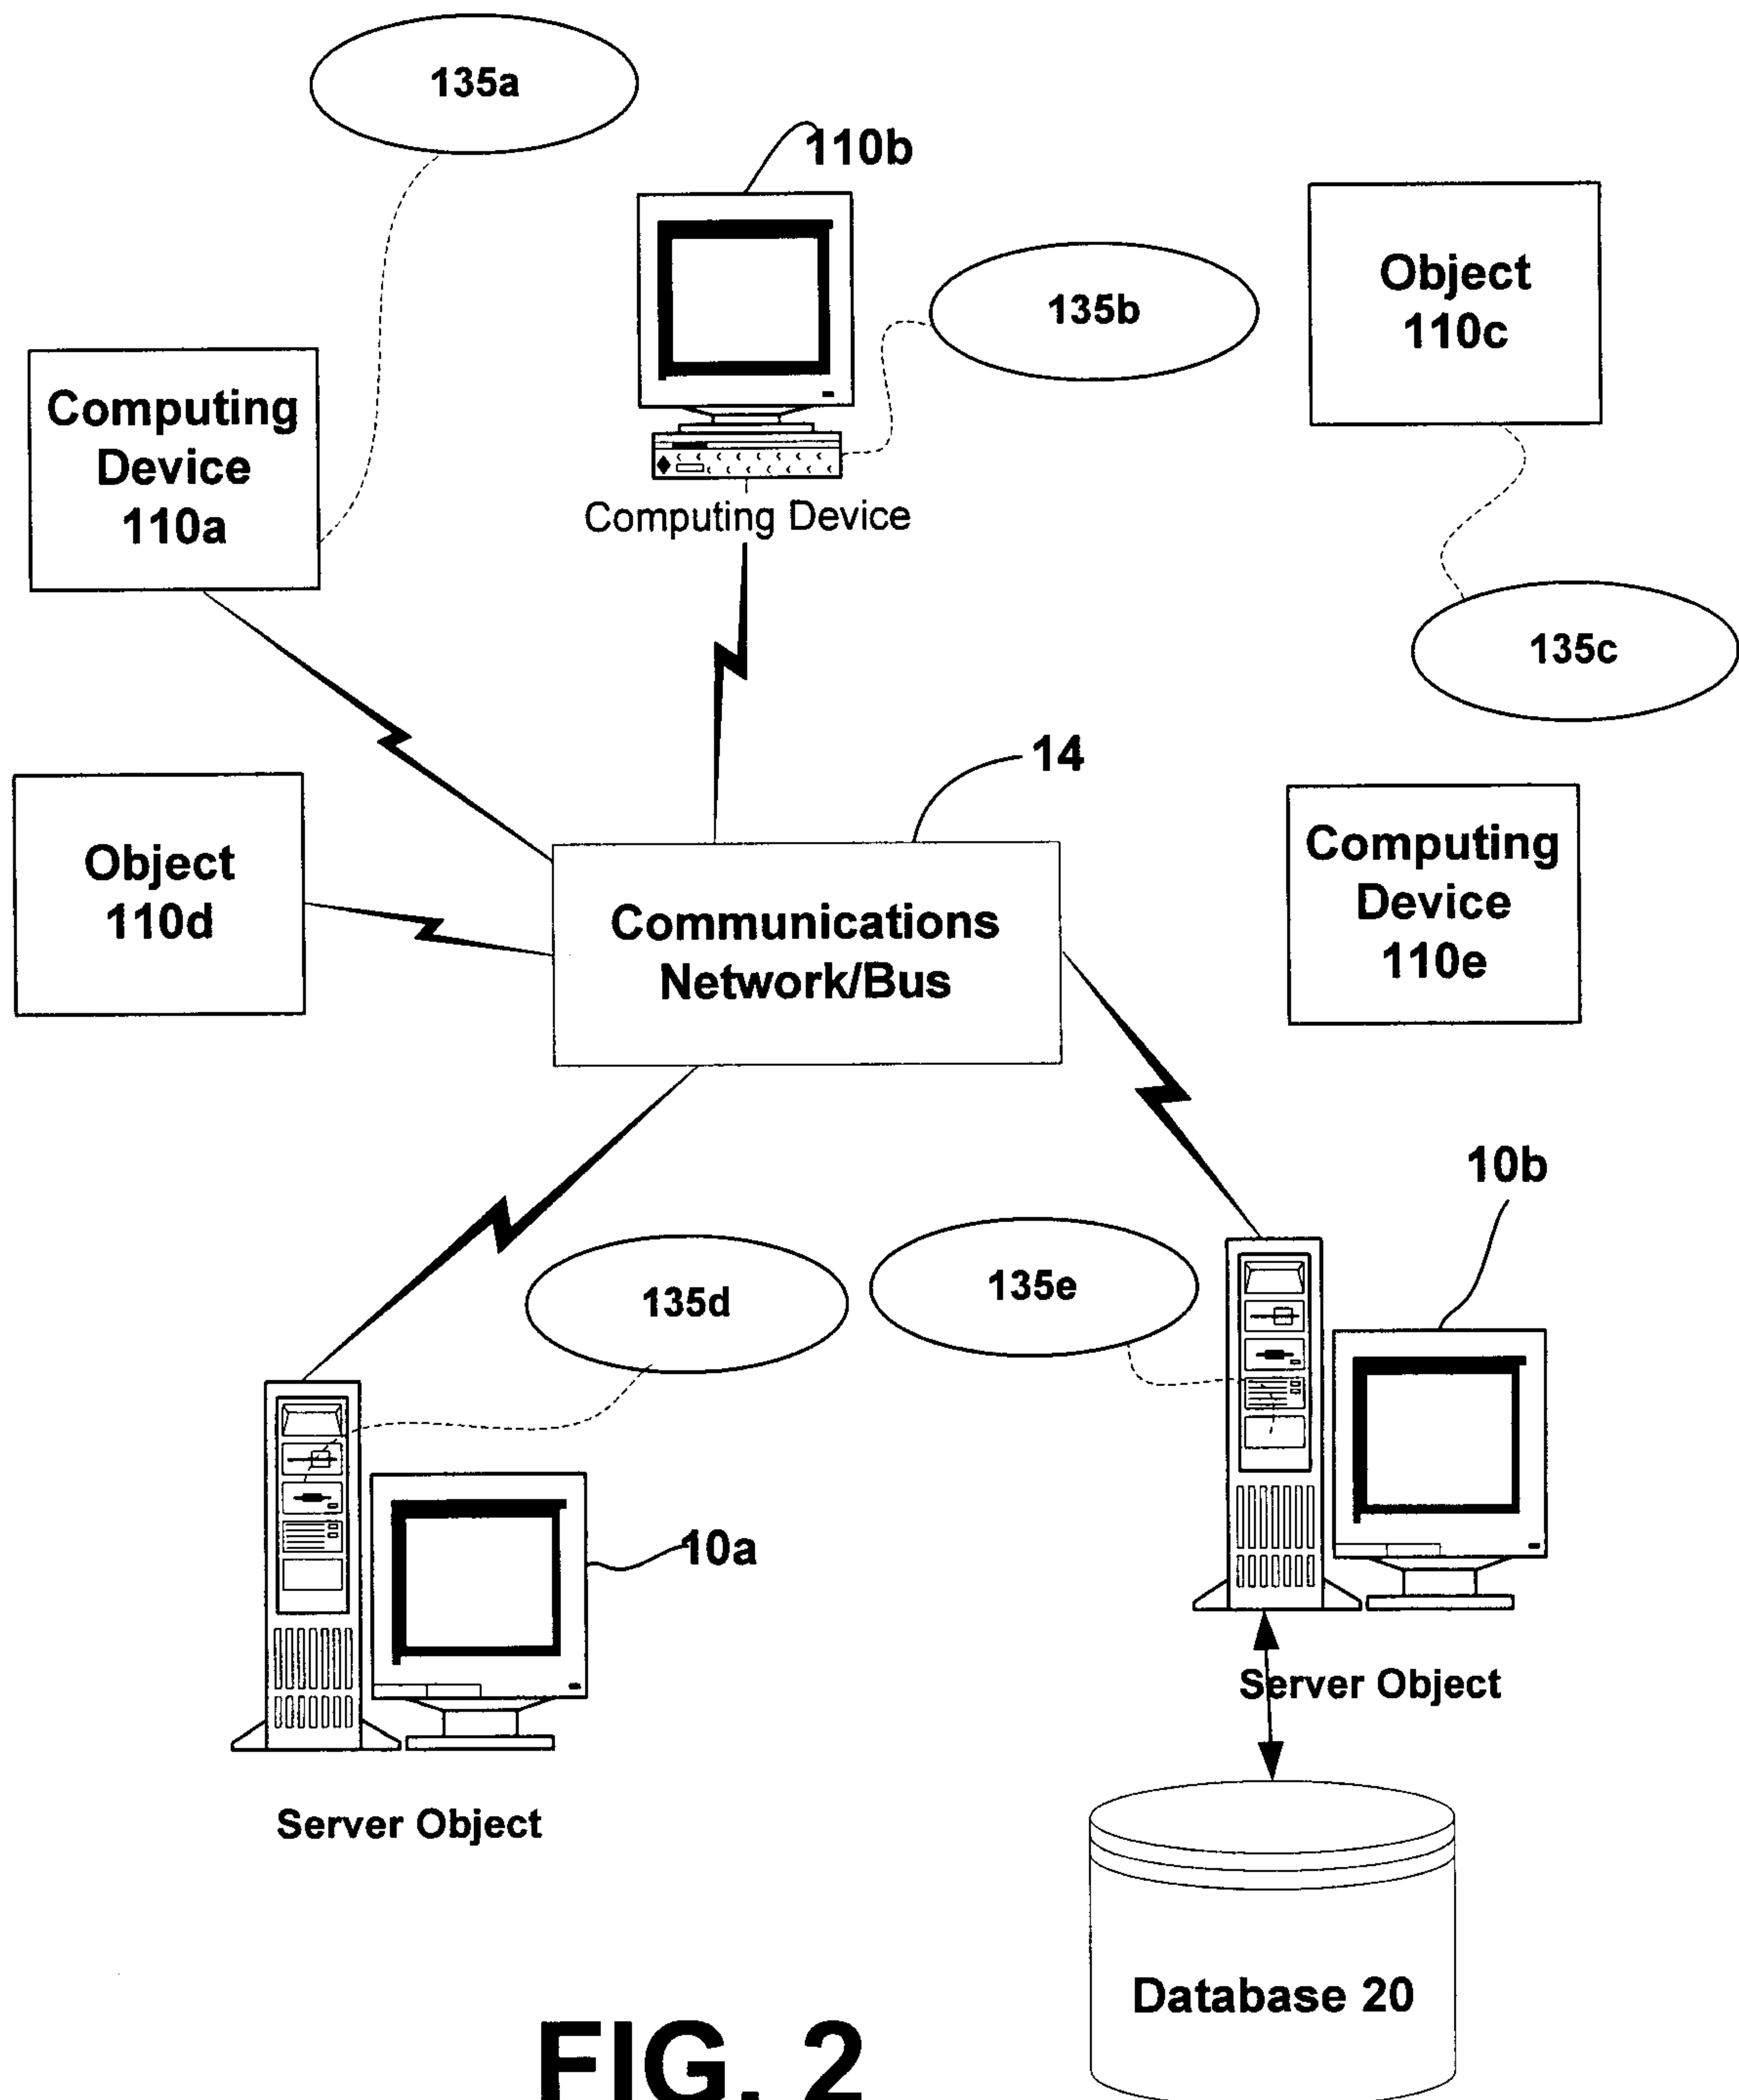 135a
110b
135b
Object
110c
Computing
Device
110a
Computing Device
135c
14
Object
110d
Computing
Device
110e
Communications
Network/Bus
10b
135d
135e
10a
Server Object
Server Object
Database 20
FIG. 2